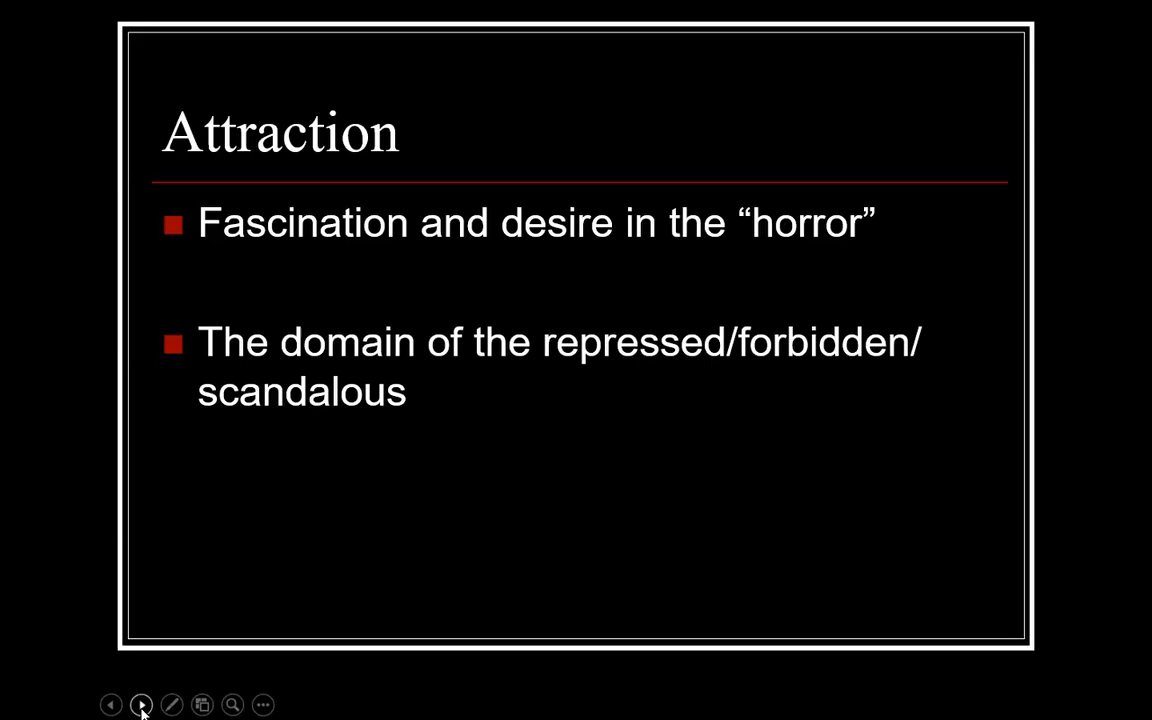 Attraction
Fascination and desire in the “horror”
The domain of the repressed/forbidden/
scandalous